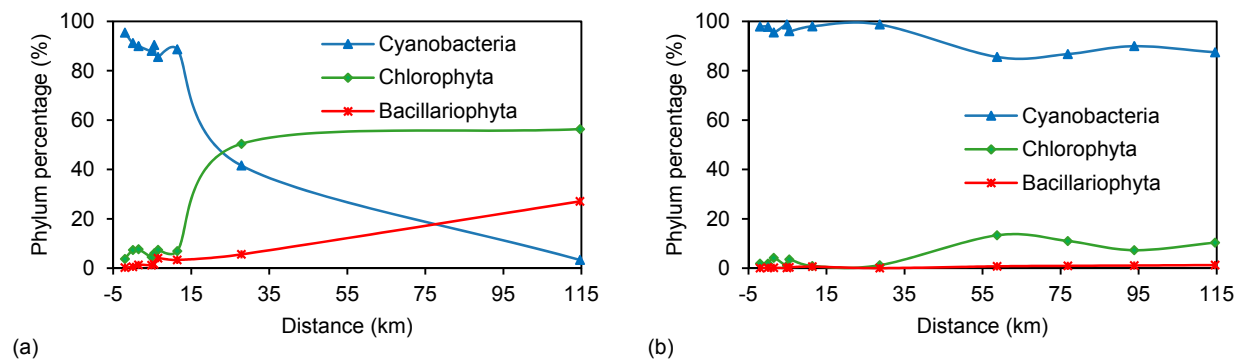 100
80
60
40
20
0
Phylum percentage (%)
Cyanobacteria
Chlorophyta
Bacillariophyta
-5 15 35 55 75 95 115
Distance (km)
(a)
100
80
60
40
20
0
Phylum percentage (%)
Cyanobacteria
Chlorophyta
Bacillariophyta
-5 15 35 55 75 95 115
Distance (km)
(b)